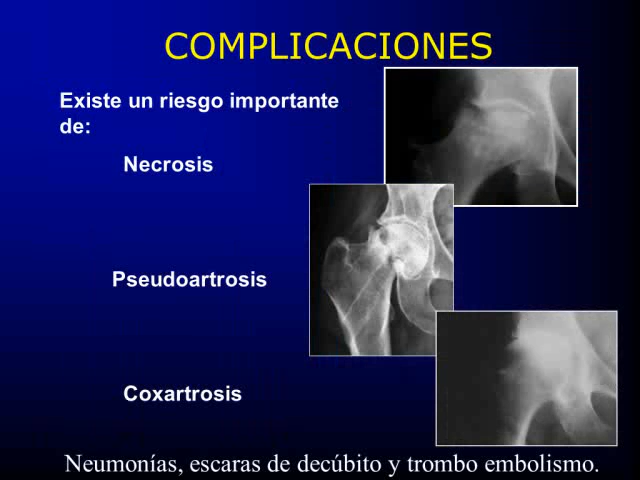 COMPLICACIONES
Existe un riesgo importante
de:
Necrosis
Pseudoartrosis
Coxartrosis
Neumonías, escaras de decúbito y trombo embolismo.